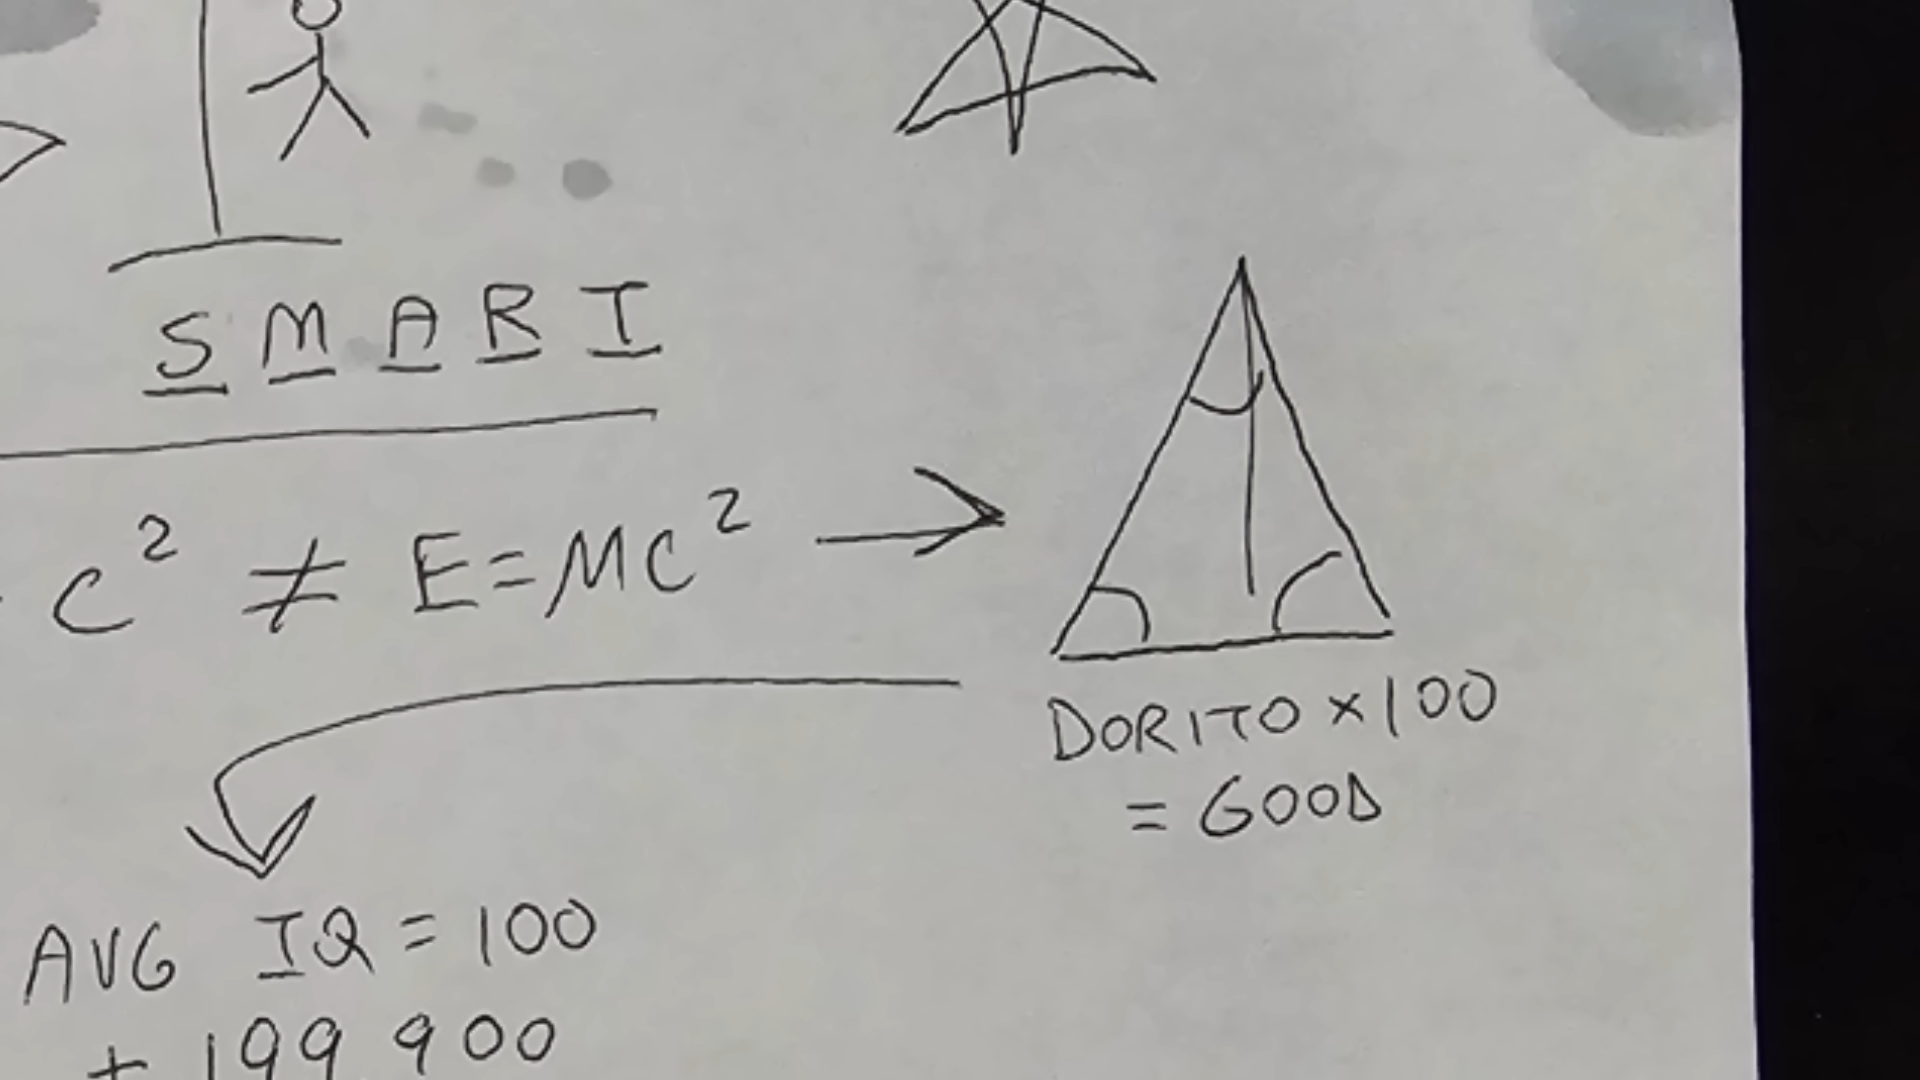 SMART
C² ≠ E=MC²
DORITO × 100
= GOOD
AVG IQ = 100
+ 199 900